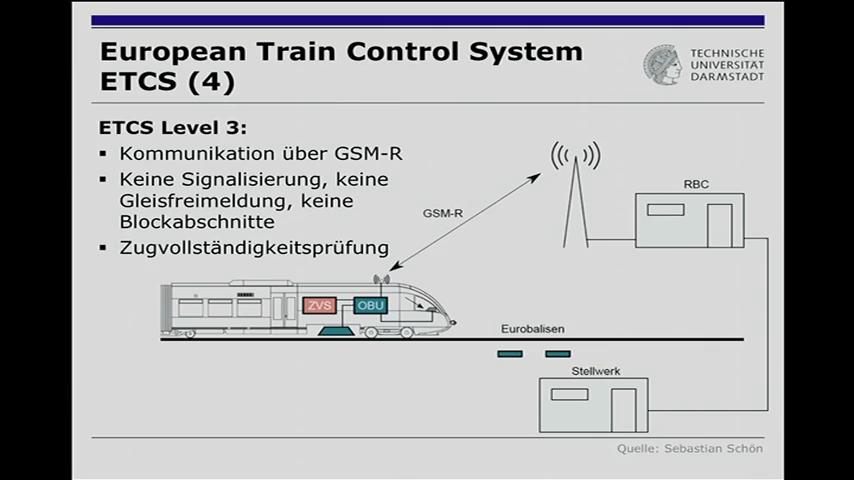 European Train Control System
ETCS (4)
TECHNISCHE
UNIVERSITÄT
DARMSTADT
ETCS Level 3:
Kommunikation über GSM-R
Keine Signalisierung, keine
Gleisfreimeldung, keine
Blockabschnitte
Zugvollständigkeitsprüfung
GSM-R
RBC
ZVS
OBU
Eurobalisen
Stellwerk
Quelle: Sebastian Schön